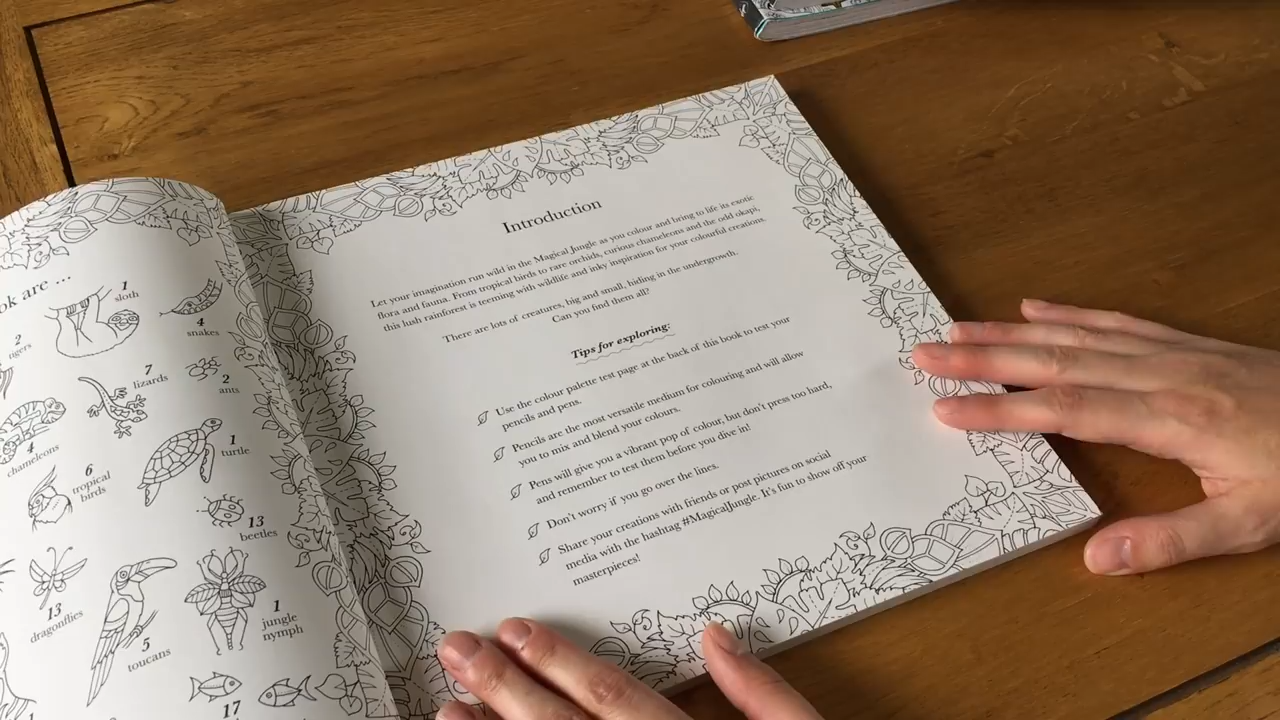 ok are ...
1
sloth
4
snakes
2
7
lizards
2
ants
4
chameleons
1
turtle
6
tropical
birds
13
beetles
13
dragonflies
5
toucans
1
jungle
nymph
17
Introduction
Let your imagination run wild in the Magical Jungle as you colour and bring to life its exotic
flora and fauna. From tropical birds to rare orchids, curious chameleons and the odd okapi,
this lush rainforest is teeming with wildlife and inky inspiration for your colourful creations.
There are lots of creatures, big and small, hiding in the undergrowth.
Can you find them all?
Tips for exploring:
Use the colour palette test page at the back of this book to test your
pencils and pens.
Pencils are the most versatile medium for colouring and will allow
you to mix and blend your colours.
Pens will give you a vibrant pop of colour, but don't press too hard,
and remember to test them before you dive in!
Don't worry if you go over the lines.
Share your creations with friends or post pictures on social
media with the hashtag #MagicalJungle. It's fun to show off your
masterpieces!